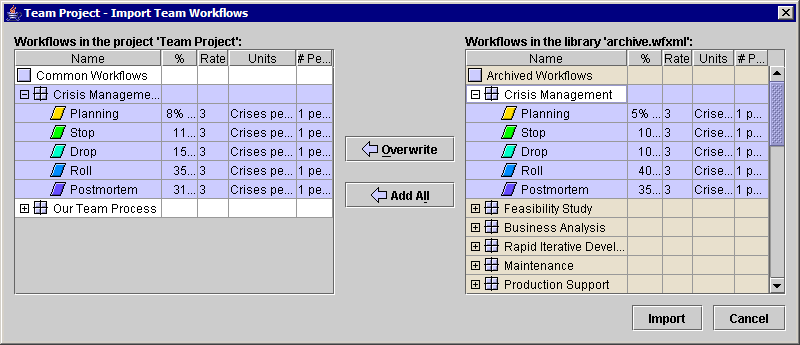 Team Project - Import Team Workflows
Workflows in the project 'Team Project':
Name % Rate Units # Pe...
Common Workflows
Crisis Manageme...
Planning 8% ... 3 Crises pe... 1 pe...
Stop 11... 3 Crises pe... 1 pe...
Drop 15... 3 Crises pe... 1 pe...
Roll 35... 3 Crises pe... 1 pe...
Postmortem 31... 3 Crises pe... 1 pe...
Our Team Process
Overwrite
Add All
Workflows in the library 'archive.wfxml':
Name % Rate Units # P...
Archived Workflows
Crisis Management
Planning 5% ... 3 Crise... 1 p...
Stop 10... 3 Crise... 1 p...
Drop 10... 3 Crise... 1 p...
Roll 40... 3 Crise... 1 p...
Postmortem 35... 3 Crise... 1 p...
Feasibility Study
Business Analysis
Rapid Iterative Devel...
Maintenance
Production Support
Import Cancel